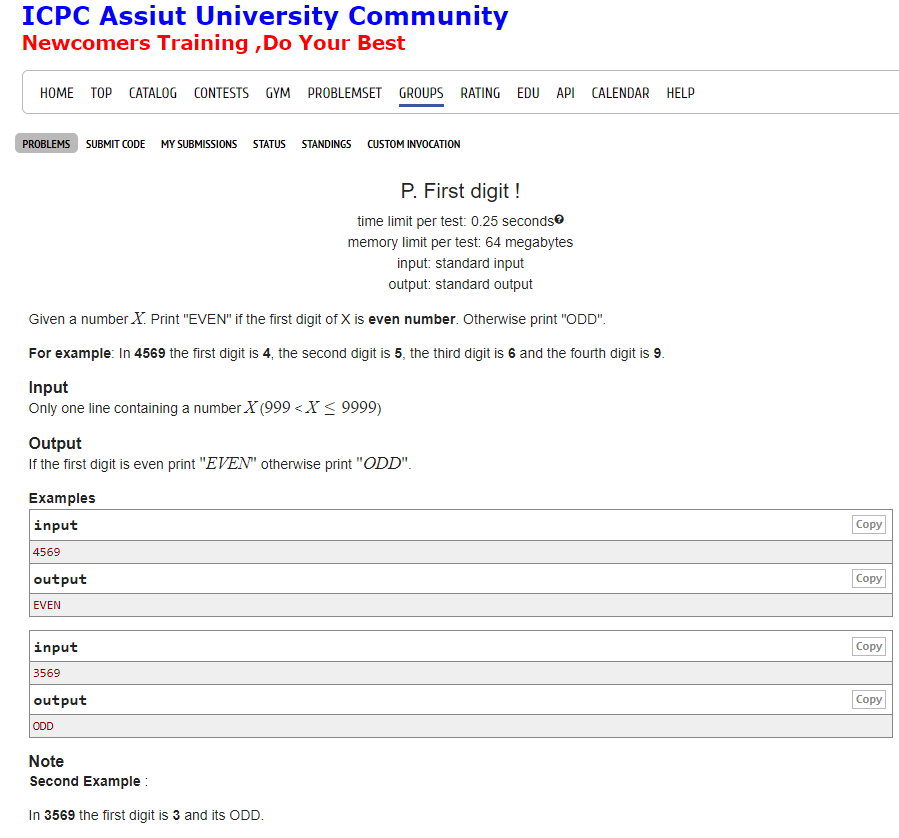 ICPC Assiut University Community
Newcomers Training ,Do Your Best
HOME TOP CATALOG CONTESTS GYM PROBLEMSET GROUPS RATING EDU API CALENDAR HELP
PROBLEMS SUBMIT CODE MY SUBMISSIONS STATUS STANDINGS CUSTOM INVOCATION
P. First digit !
time limit per test: 0.25 seconds?
memory limit per test: 64 megabytes
input: standard input
output: standard output
Given a number X. Print "EVEN" if the first digit of X is even number. Otherwise print "ODD".
For example: In 4569 the first digit is 4, the second digit is 5, the third digit is 6 and the fourth digit is 9.
Input
Only one line containing a number X (999 < X ≤ 9999)
Output
If the first digit is even print "EVEN" otherwise print "ODD".
Examples
input Copy
4569
output Copy
EVEN
input Copy
3569
output Copy
ODD
Note
Second Example :
In 3569 the first digit is 3 and its ODD.